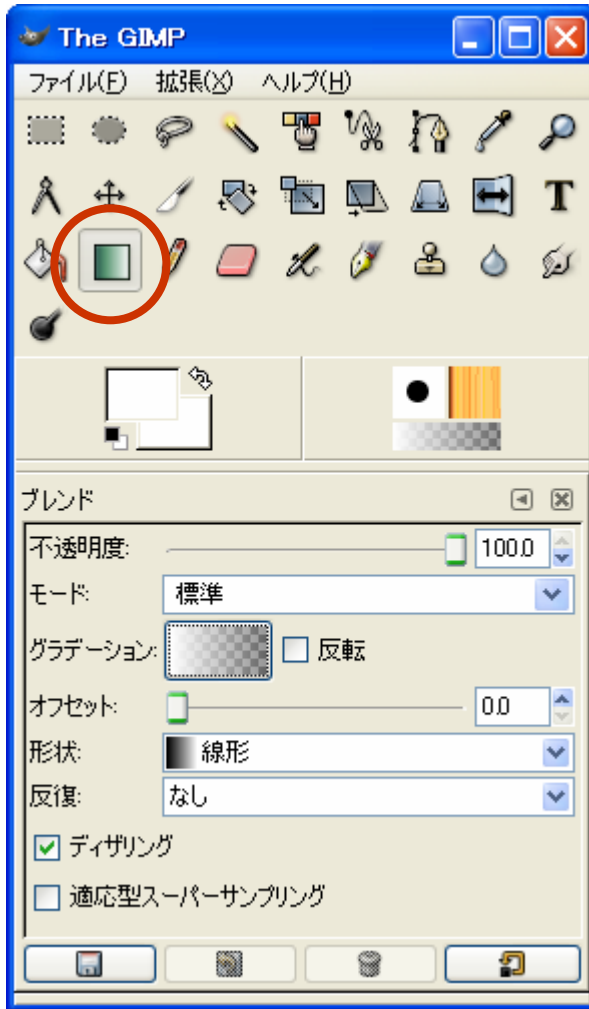 The GIMP
ファイル(F) 拡張(X) ヘルプ(H)
T
ブレンド
不透明度: 100.0
モード: 標準
グラデーション: 反転
オフセット: 0.0
形状: 線形
反復: なし
ディザリング
適応型スーパーサンプリング